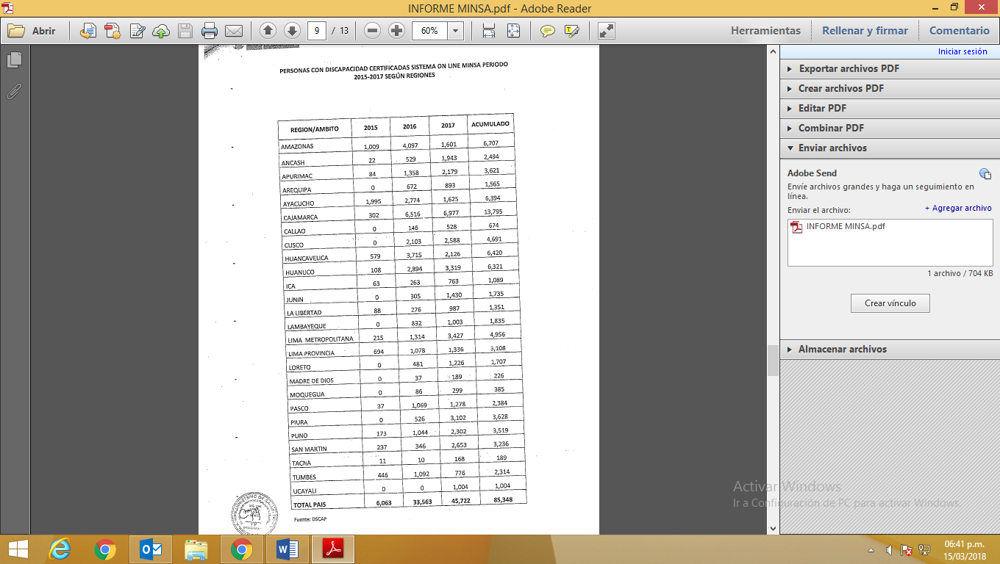 INFORME MINSA.pdf - Adobe Reader
Abrir
9 / 13
60%
Herramientas
Rellenar y firmar
Comentario
Iniciar sesión
Exportar archivos PDF
Crear archivos PDF
Editar PDF
Combinar PDF
Enviar archivos
Adobe Send
Envíe archivos grandes y haga un seguimiento en
línea.
Enviar el archivo:
+ Agregar archivo
INFORME MINSA.pdf
1 archivo / 704 KB
Crear vínculo
Almacenar archivos
PERSONAS CON DISCAPACIDAD CERTIFICADAS SISTEMA ON LINE MINSA PERIODO
2015-2017 SEGÚN REGIONES
REGION/AMBITO 2015 2016 2017 ACUMULADO
AMAZONAS 1,009 4,097 1,601 6,707
ANCASH 22 529 1,943 2,494
APURIMAC 84 1,358 2,179 3,621
AREQUIPA 0 672 893 1,565
AYACUCHO 1,995 2,774 1,625 6,394
CAJAMARCA 302 6,516 6,977 13,795
CALLAO 0 146 528 674
CUSCO 0 2,103 2,588 4,691
HUANCAVELICA 579 3,715 2,126 6,420
HUANUCO 108 2,894 3,319 6,321
ICA 63 263 763 1,089
JUNIN 0 305 1,430 1,735
LA LIBERTAD 88 276 987 1,351
LAMBAYEQUE 0 832 1,003 1,835
LIMA METROPOLITANA 215 1,314 3,427 4,956
LIMA PROVINCIA 694 1,078 1,336 3,108
LORETO 0 481 1,226 1,707
MADRE DE DIOS 0 37 189 226
MOQUEGUA 0 86 299 385
PASCO 37 1,069 1,278 2,384
PIURA 0 526 3,102 3,628
PUNO 173 1,044 2,302 3,519
SAN MARTIN 237 346 2,653 3,236
TACNA 11 10 168 189
TUMBES 446 1,092 776 2,314
UCAYALI 0 0 1,004 1,004
TOTAL PAIS 6,063 33,563 45,722 85,348
Fuente: DSCAP
Activar Windows
Ir a Configuración de PC para activar Windows.
06:41 p.m.
15/03/2018